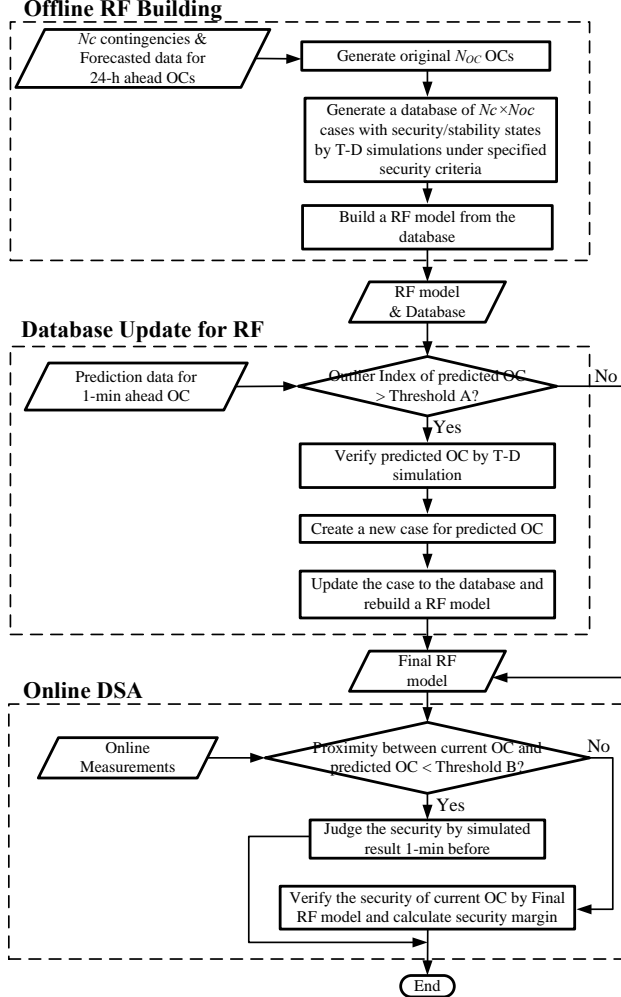 Offline RF Building
Nc contingencies &
Forecasted data for
24-h ahead OCs
Generate original NOC OCs
Generate a database of Nc×Noc
cases with security/stability states
by T-D simulations under specified
security criteria
Build a RF model from the
database
RF model
& Database
Database Update for RF
Prediction data for
1-min ahead OC
Outlier Index of predicted OC
> Threshold A?
No
Yes
Verify predicted OC by T-D
simulation
Create a new case for predicted OC
Update the case to the database and
rebuild a RF model
Final RF
model
Online DSA
Online
Measurements
Proximity between current OC and
predicted OC < Threshold B?
No
Yes
Judge the security by simulated
result 1-min before
Verify the security of current OC by Final
RF model and calculate security margin
End